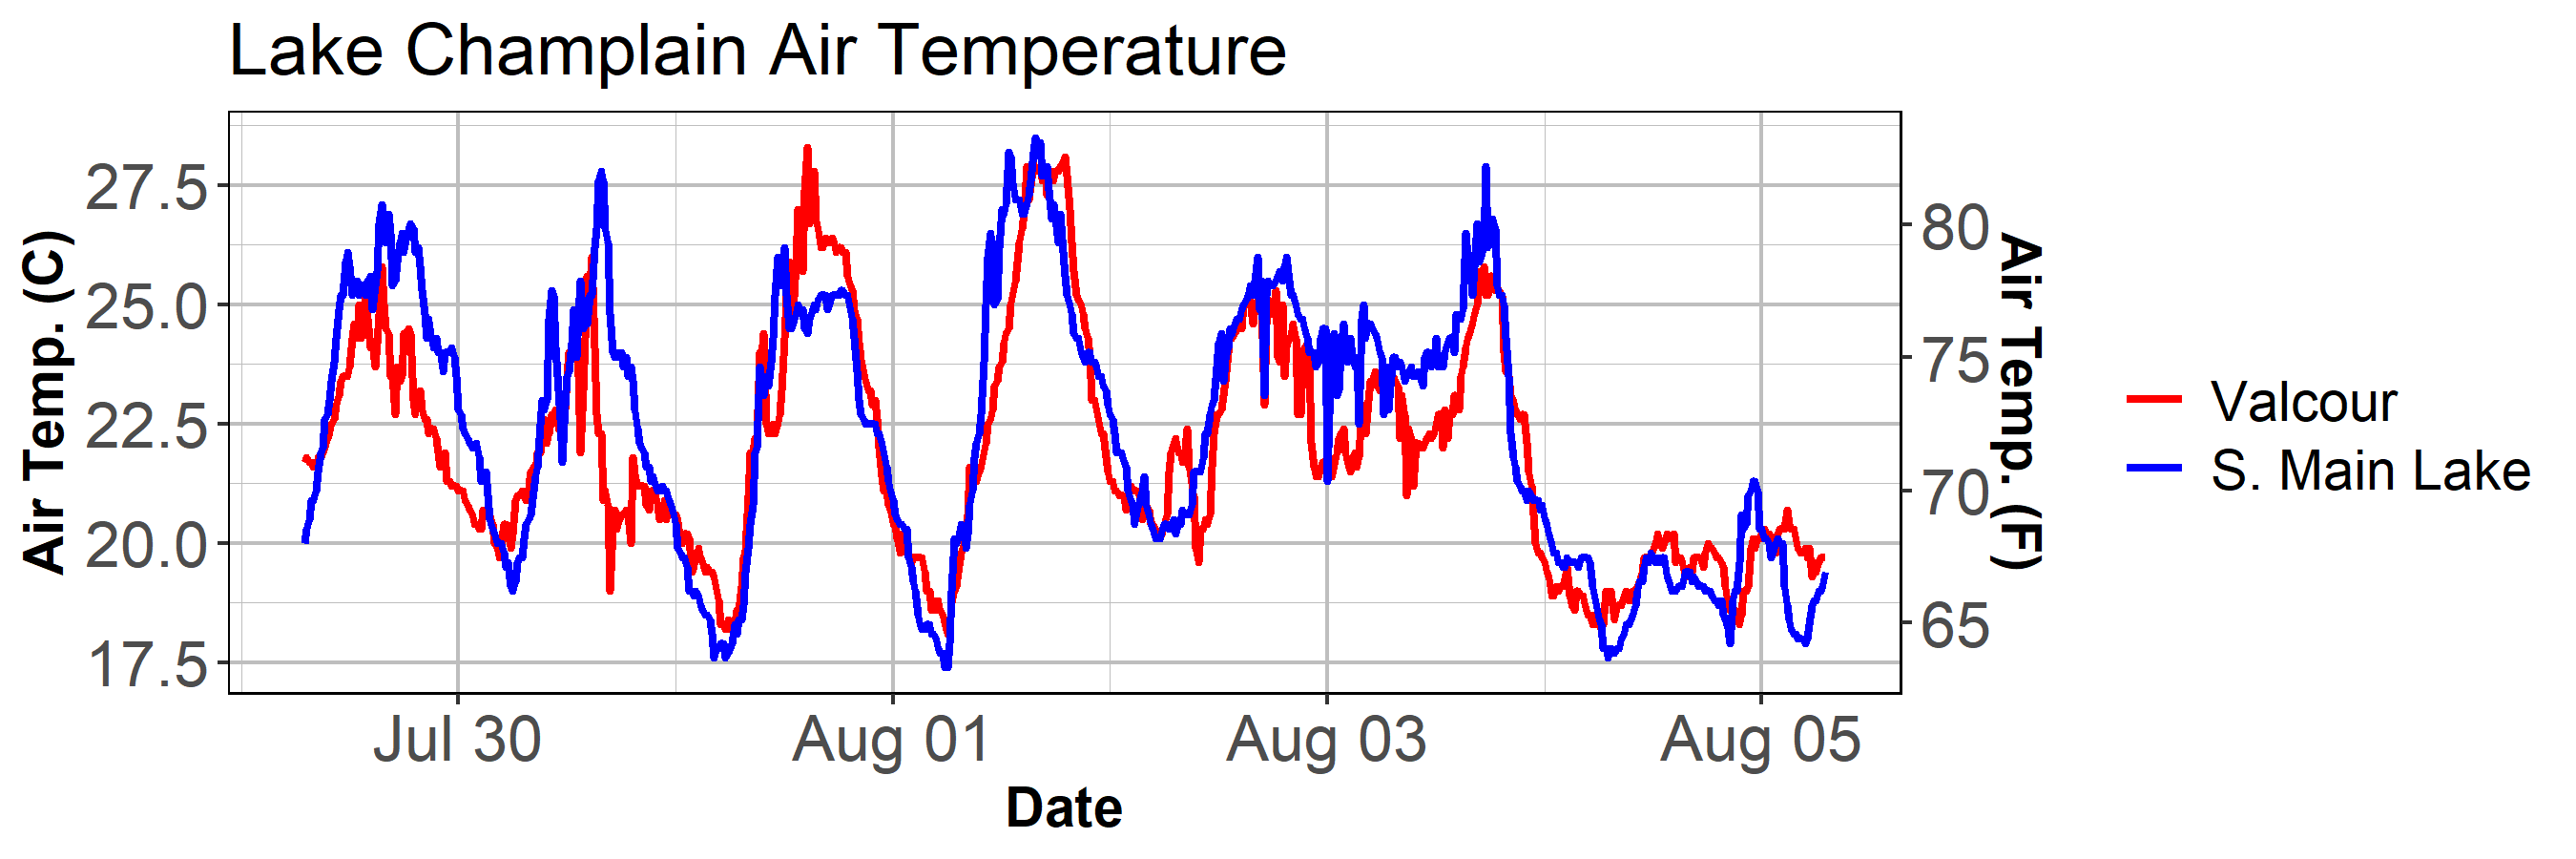 Lake Champlain Air Temperature
Air Temp. (C)
27.5
25.0
22.5
20.0
17.5
80
75
70
65
Air Temp. (F)
Jul 30
Aug 01
Aug 03
Aug 05
Date
Valcour
S. Main Lake